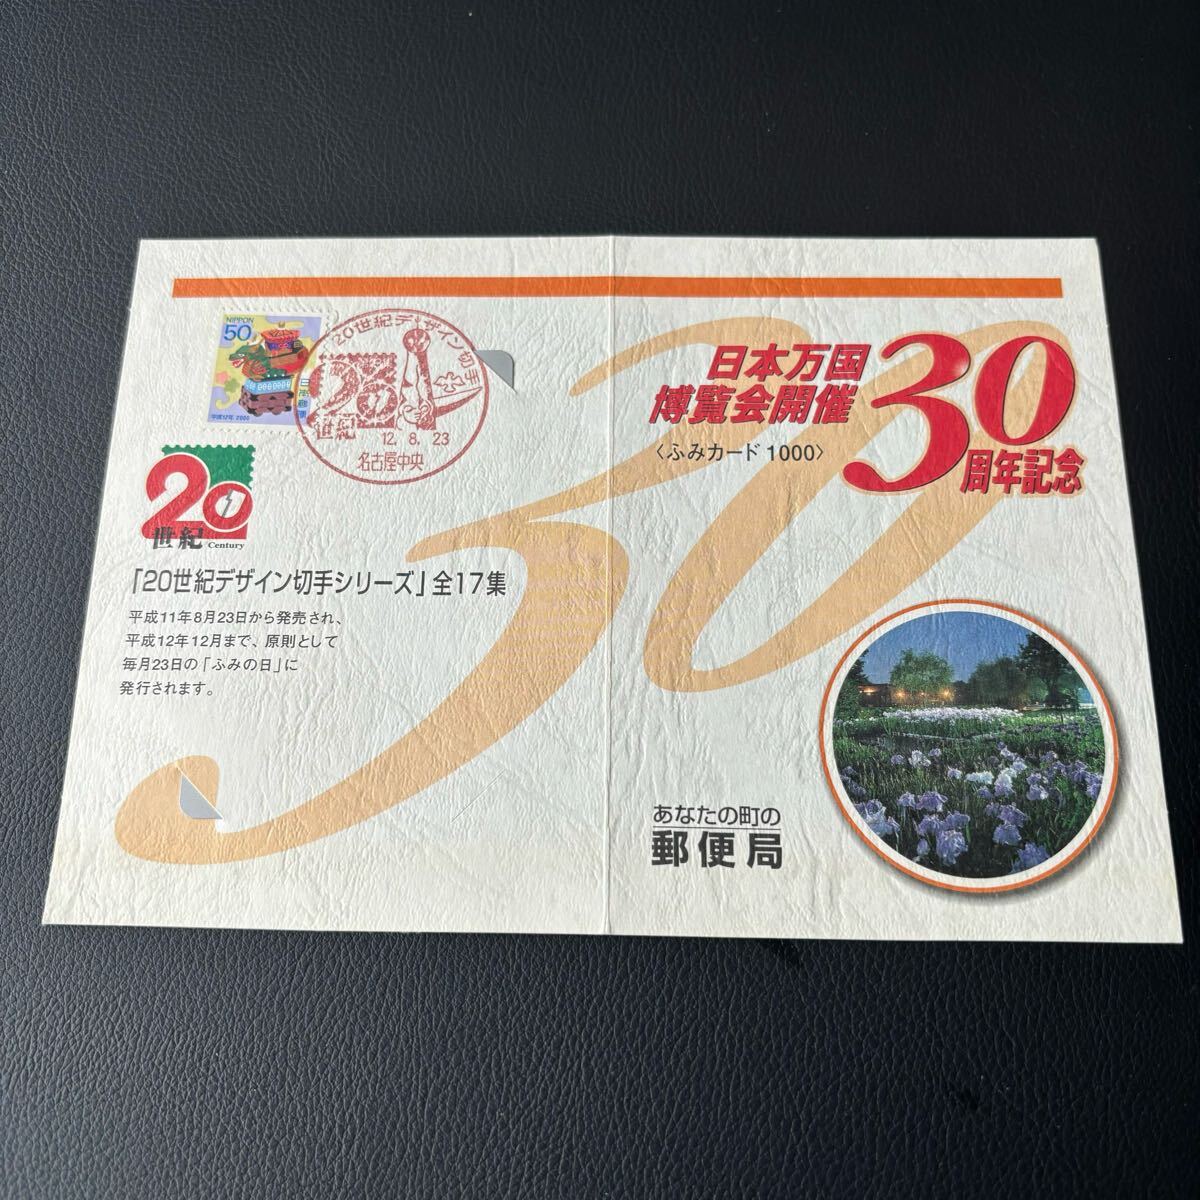 NIPPON
50
日本郵便
平成12年 2000
20世紀デザイン切手
20
世紀
12. 8. 23
名古屋中央
20
世紀 Century
「20世紀デザイン切手シリーズ」全17集
平成11年8月23日から発売され、
平成12年12月まで、原則として
毎月23日の「ふみの日」に
発行されます。
30
日本万国
博覧会開催
30
周年記念
〈ふみカード 1000〉
あなたの町の
郵便局